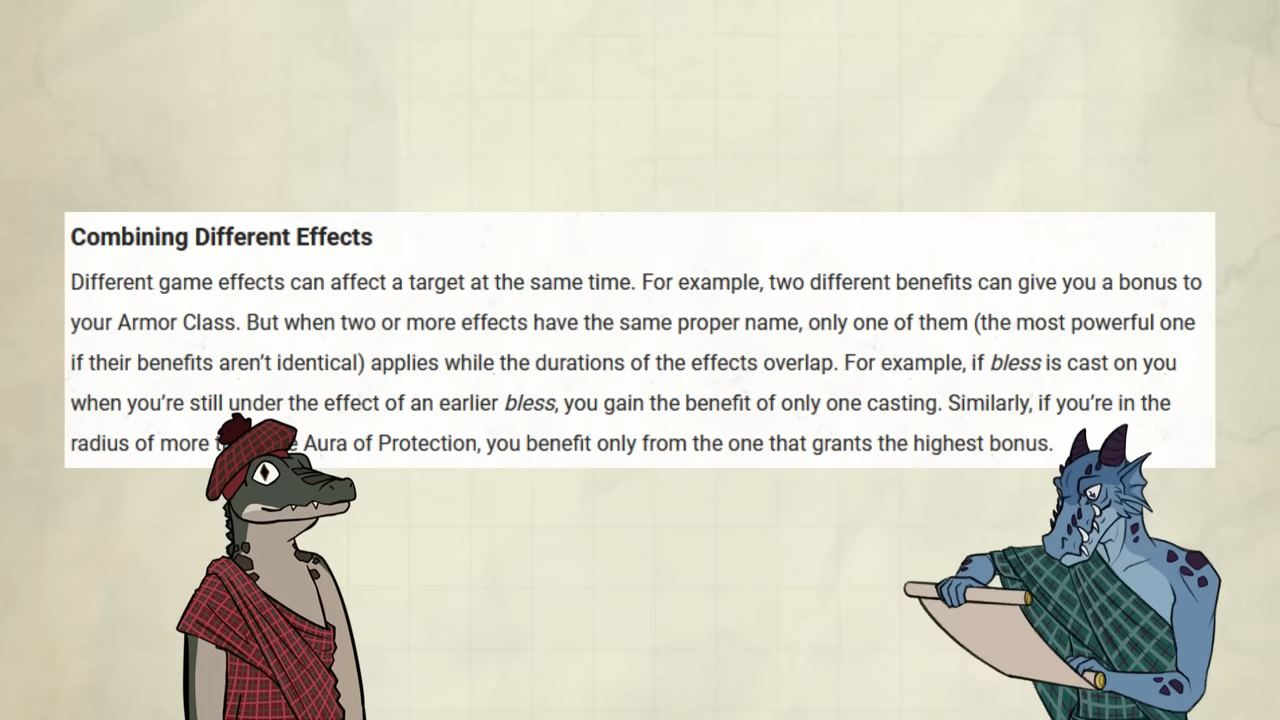 Combining Different Effects
Different game effects can affect a target at the same time. For example, two different benefits can give you a bonus to
your Armor Class. But when two or more effects have the same proper name, only one of them (the most powerful one
if their benefits aren't identical) applies while the durations of the effects overlap. For example, if bless is cast on you
when you're still under the effect of an earlier bless, you gain the benefit of only one casting. Similarly, if you're in the
radius of more Aura of Protection, you benefit only from the one that grants the highest bonus.